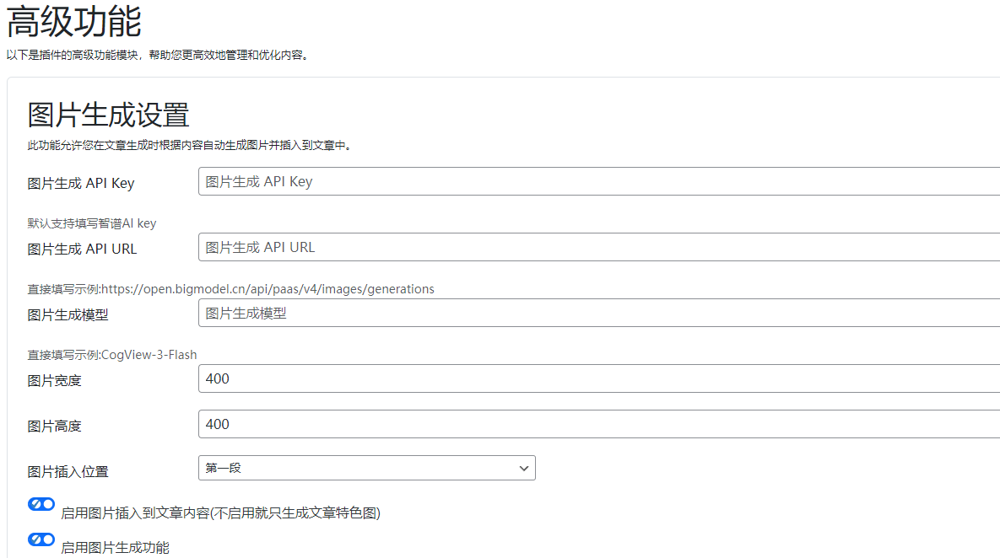 高级功能
以下是插件的高级功能模块，帮助您更高效地管理和优化内容。
图片生成设置
此功能允许您在文章生成时根据内容自动生成图片并插入到文章中。
图片生成 API Key
图片生成 API Key
默认支持填写智谱AI key
图片生成 API URL
图片生成 API URL
直接填写示例:https://open.bigmodel.cn/api/paas/v4/images/generations
图片生成模型
图片生成模型
直接填写示例:CogView-3-Flash
图片宽度
400
图片高度
400
图片插入位置
第一段
启用图片插入到文章内容(不启用就只生成文章特色图)
启用图片生成功能